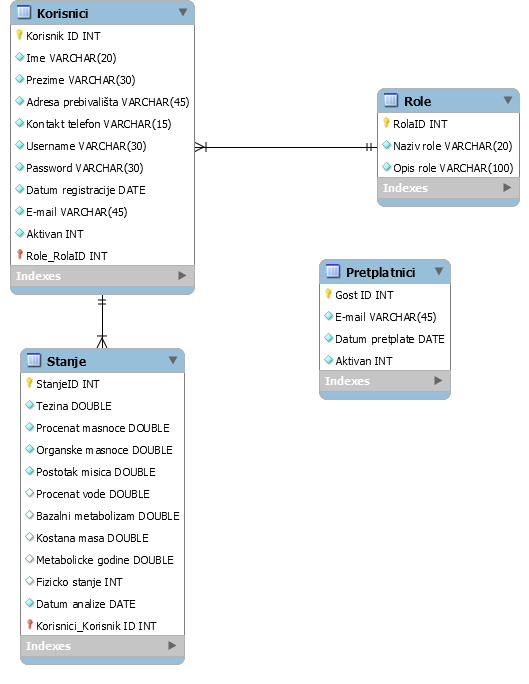 Korisnici
Korisnik ID INT
Ime VARCHAR(20)
Prezime VARCHAR(30)
Adresa prebivališta VARCHAR(45)
Kontakt telefon VARCHAR(15)
Username VARCHAR(30)
Password VARCHAR(30)
Datum registracije DATE
E-mail VARCHAR(45)
Aktivan INT
Role_RolaID INT
Indexes
Role
RolaID INT
Naziv role VARCHAR(20)
Opis role VARCHAR(100)
Indexes
Pretplatnici
Gost ID INT
E-mail VARCHAR(45)
Datum pretplate DATE
Aktivan INT
Indexes
Stanje
StanjeID INT
Tezina DOUBLE
Procenat masnoce DOUBLE
Organske masnoce DOUBLE
Postotak misica DOUBLE
Procenat vode DOUBLE
Bazalni metabolizam DOUBLE
Kostana masa DOUBLE
Metabolicke godine DOUBLE
Fizicko stanje INT
Datum analize DATE
Korisnici_Korisnik ID INT
Indexes